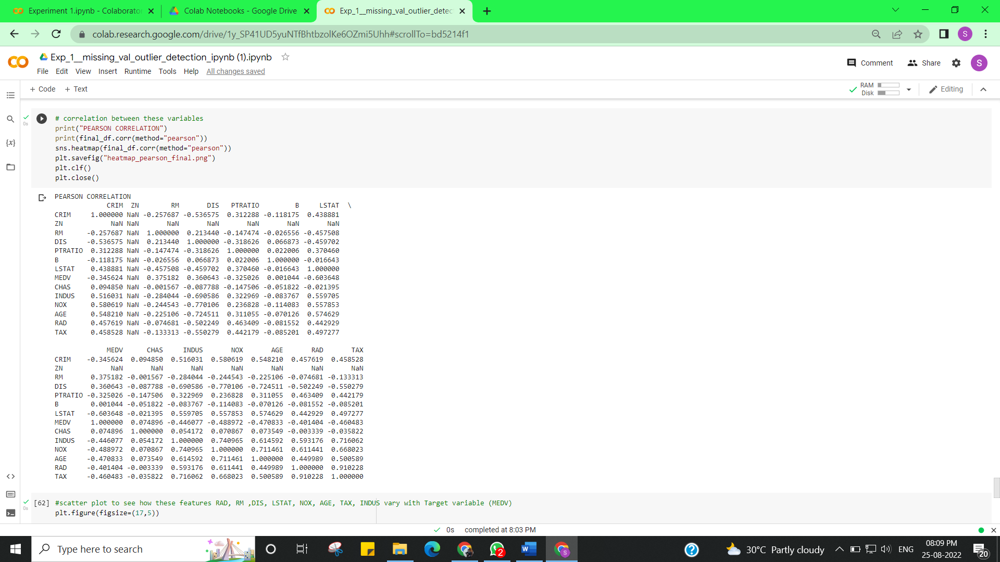 Experiment 1.ipynb - Colaborator
Colab Notebooks - Google Drive
Exp_1__missing_val_outlier_detec
colab.research.google.com/drive/1y_SP41UD5yuNTfBhtbzolKe6OZmi5Uhh#scrollTo=bd5214f1
S
Exp_1__missing_val_outlier_detection_ipynb (1).ipynb
Comment Share S
File Edit View Insert Runtime Tools Help All changes saved
+ Code + Text
RAM
Disk
Editing
0s
# correlation between these variables
print("PEARSON CORRELATION")
print(final_df.corr(method="pearson"))
sns.heatmap(final_df.corr(method="pearson"))
plt.savefig("heatmap_pearson_final.png")
plt.clf()
plt.close()
{x}
PEARSON CORRELATION
CRIM ZN RM DIS PTRATIO B LSTAT \
CRIM 1.000000 NaN -0.257687 -0.536575 0.312288 -0.118175 0.438881
ZN NaN NaN NaN NaN NaN NaN NaN
RM -0.257687 NaN 1.000000 0.213440 -0.147474 -0.026556 -0.457508
DIS -0.536575 NaN 0.213440 1.000000 -0.318626 0.066873 -0.459702
PTRATIO 0.312288 NaN -0.147474 -0.318626 1.000000 0.022006 0.370460
B -0.118175 NaN -0.026556 0.066873 0.022006 1.000000 -0.016643
LSTAT 0.438881 NaN -0.457508 -0.459702 0.370460 -0.016643 1.000000
MEDV -0.345624 NaN 0.375182 0.360643 -0.325026 0.001044 -0.603648
CHAS 0.094850 NaN -0.001567 -0.087788 -0.147506 -0.051822 -0.021395
INDUS 0.516031 NaN -0.284044 -0.690586 0.322969 -0.083767 0.559705
NOX 0.580619 NaN -0.244543 -0.770106 0.236828 -0.114083 0.557853
AGE 0.548210 NaN -0.225106 -0.724511 0.311055 -0.070126 0.574629
RAD 0.457619 NaN -0.074681 -0.502249 0.463409 -0.081552 0.442929
TAX 0.458528 NaN -0.133313 -0.550279 0.442179 -0.085201 0.497277
MEDV CHAS INDUS NOX AGE RAD TAX
CRIM -0.345624 0.094850 0.516031 0.580619 0.548210 0.457619 0.458528
ZN NaN NaN NaN NaN NaN NaN NaN
RM 0.375182 -0.001567 -0.284044 -0.244543 -0.225106 -0.074681 -0.133313
DIS 0.360643 -0.087788 -0.690586 -0.770106 -0.724511 -0.502249 -0.550279
PTRATIO -0.325026 -0.147506 0.322969 0.236828 0.311055 0.463409 0.442179
B 0.001044 -0.051822 -0.083767 -0.114083 -0.070126 -0.081552 -0.085201
LSTAT -0.603648 -0.021395 0.559705 0.557853 0.574629 0.442929 0.497277
MEDV 1.000000 0.074896 -0.446077 -0.488972 -0.470833 -0.401404 -0.460483
CHAS 0.074896 1.000000 0.054172 0.070867 0.073549 -0.003339 -0.035822
INDUS -0.446077 0.054172 1.000000 0.740965 0.614592 0.593176 0.716062
NOX -0.488972 0.070867 0.740965 1.000000 0.711461 0.611441 0.668023
AGE -0.470833 0.073549 0.614592 0.711461 1.000000 0.449989 0.500589
RAD -0.401404 -0.003339 0.593176 0.611441 0.449989 1.000000 0.910228
TAX -0.460483 -0.035822 0.716062 0.668023 0.500589 0.910228 1.000000
0s
[62] #scatter plot to see how these features RAD, RM ,DIS, LSTAT, NOX, AGE, TAX, INDUS vary with Target variable (MEDV)
plt.figure(figsize=(17,5))
0s completed at 8:03 PM
Type here to search
2
W
S
?
30°C Partly cloudy
ENG
08:09 PM
25-08-2022
20